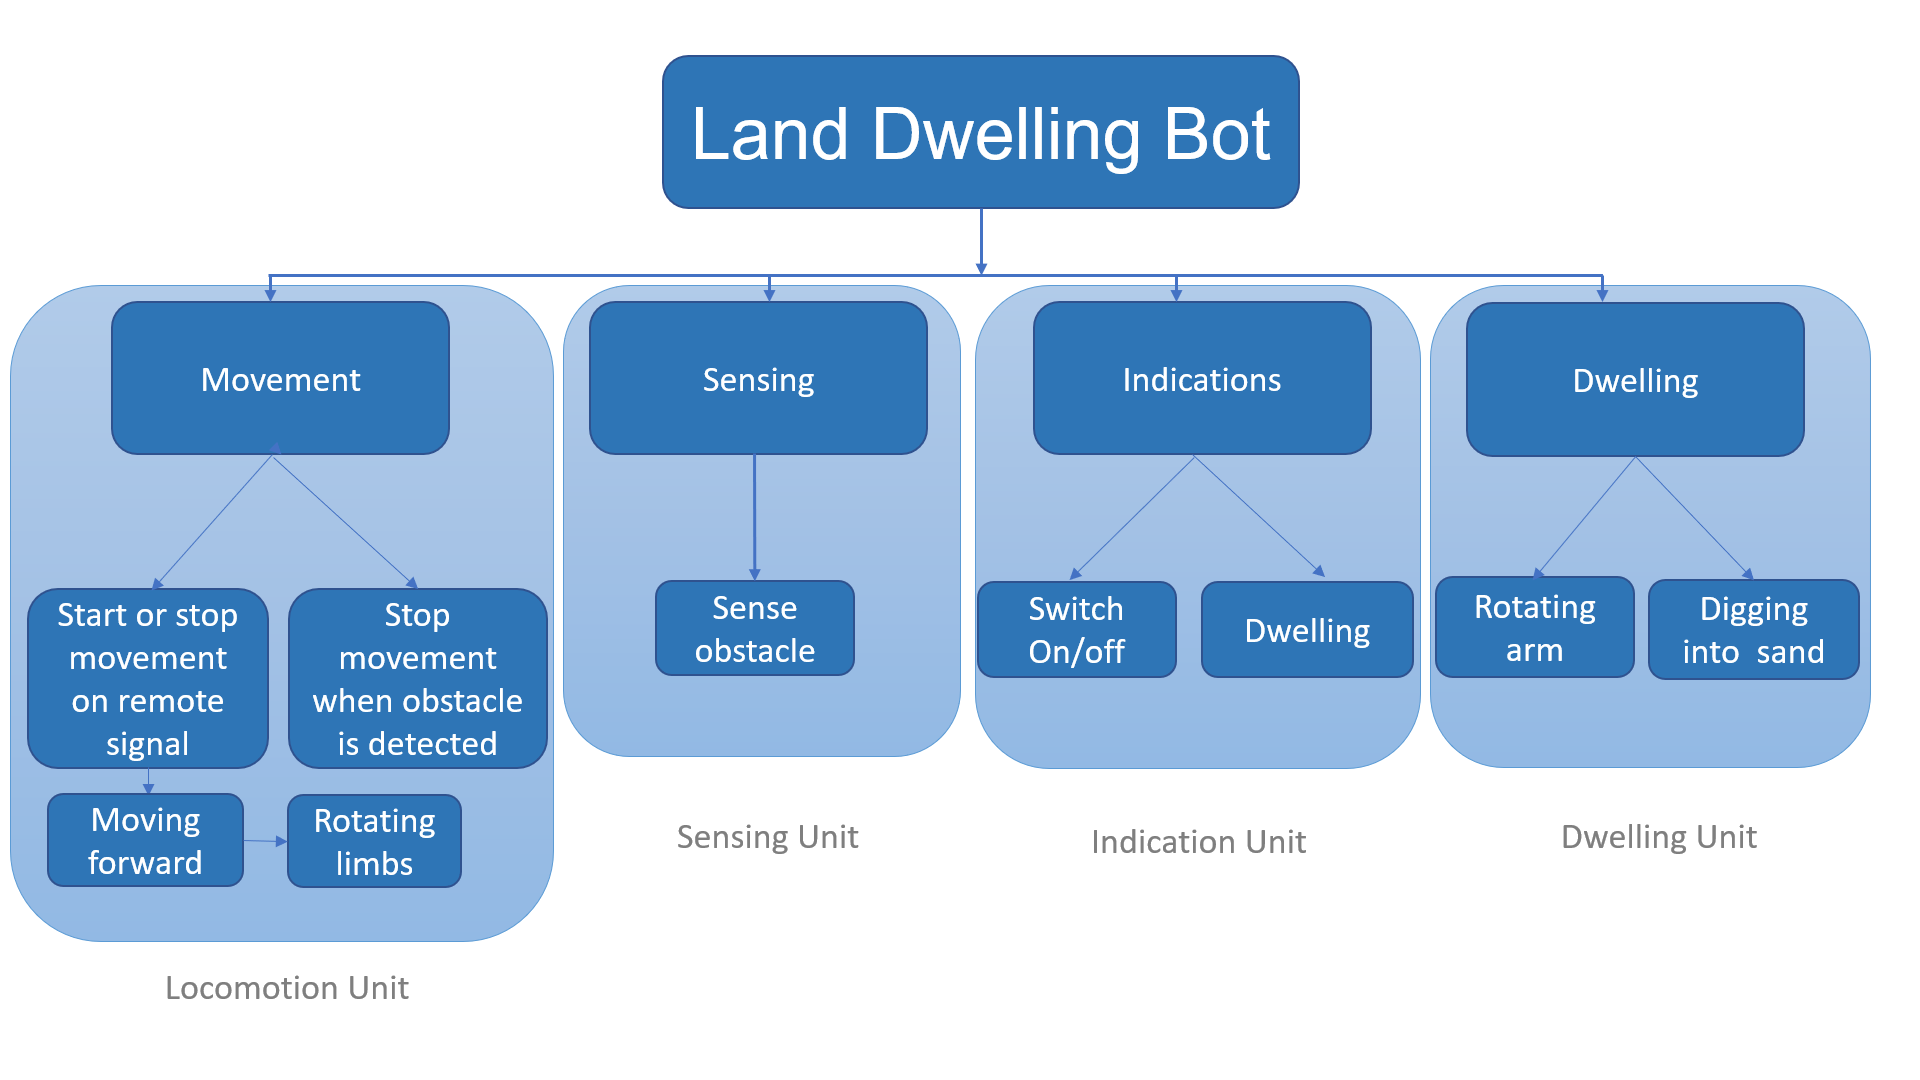 Land Dwelling Bot
Movement
Sensing
Indications
Dwelling
Start or stop
movement
on remote
signal
Stop
movement
when obstacle
is detected
Moving
forward
Rotating
limbs
Sense
obstacle
Switch
On/off
Dwelling
Rotating
arm
Digging
into  sand
Locomotion Unit
Sensing Unit
Indication Unit
Dwelling Unit